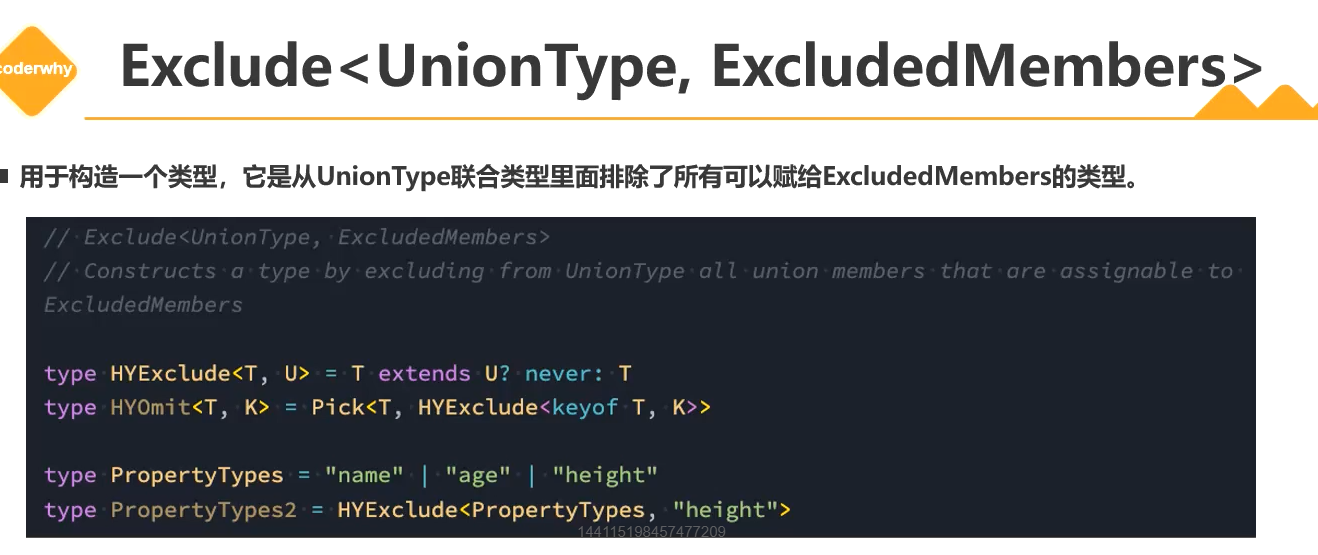 coderwhy
Exclude<UnionType, ExcludedMembers>
用于构造一个类型，它是从UnionType联合类型里面排除了所有可以赋给ExcludedMembers的类型。
// Exclude<UnionType, ExcludedMembers>
// Constructs a type by excluding from UnionType all union members that are assignable to
ExcludedMembers
type HYExclude<T, U> = T extends U? never: T
type HYOmit<T, K> = Pick<T, HYExclude<keyof T, K>>
type PropertyTypes = "name" | "age" | "height"
type PropertyTypes2 = HYExclude<PropertyTypes, "height">
144115198457477209